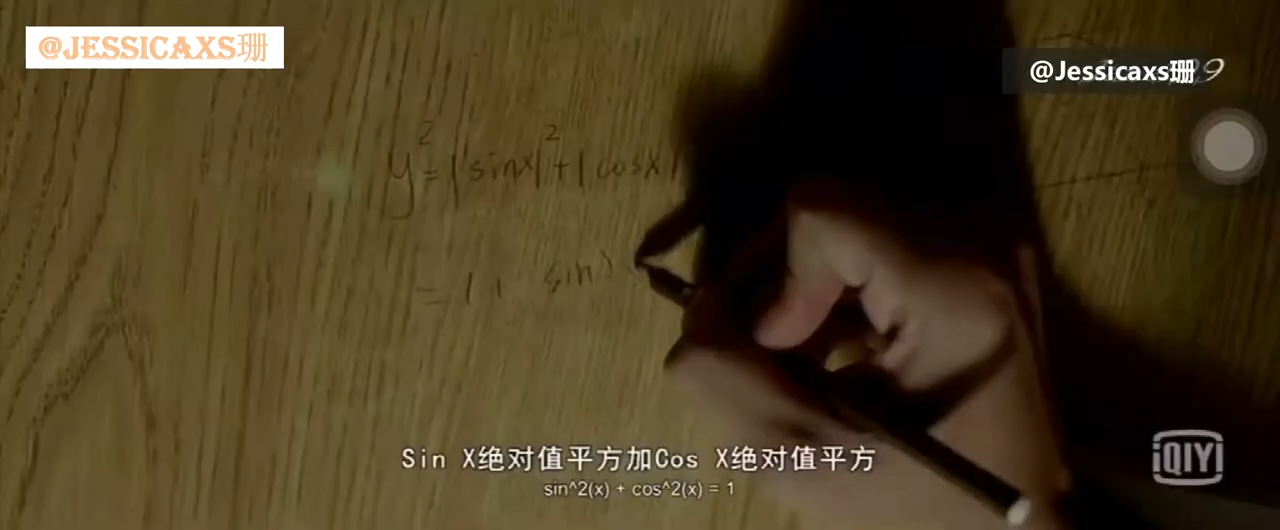 @JESSICAXS珊
@Jessicaxs珊
y²=|sinx|²+|cosx|
=1+ sin
Sin X绝对值平方加Cos X绝对值平方
sin^2(x) + cos^2(x) = 1
iQIYI